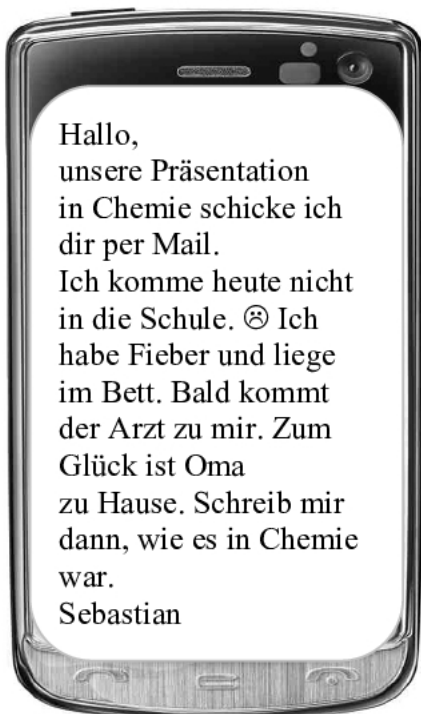 Hallo,
unsere Präsentation
in Chemie schicke ich
dir per Mail.
Ich komme heute nicht
in die Schule. ☹ Ich
habe Fieber und liege
im Bett. Bald kommt
der Arzt zu mir. Zum
Glück ist Oma
zu Hause. Schreib mir
dann, wie es in Chemie
war.
Sebastian